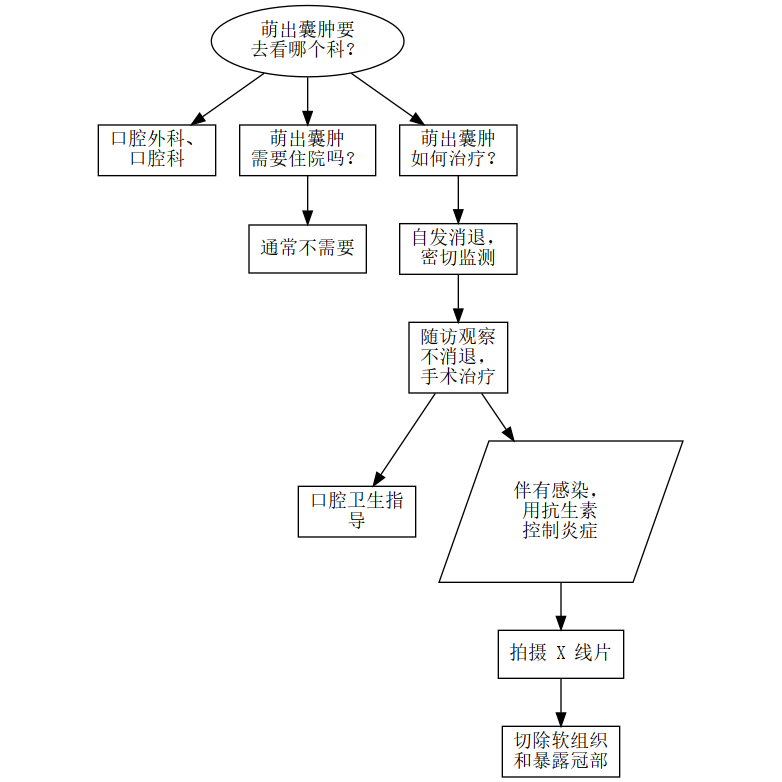 萌出囊肿要
去看哪个科？
口腔外科、
口腔科
萌出囊肿
需要住院吗？
萌出囊肿
如何治疗？
通常不需要
自发消退，
密切监测
随访观察
不消退，
手术治疗
口腔卫生指
导
伴有感染，
用抗生素
控制炎症
拍摄 X 线片
切除软组织
和暴露冠部